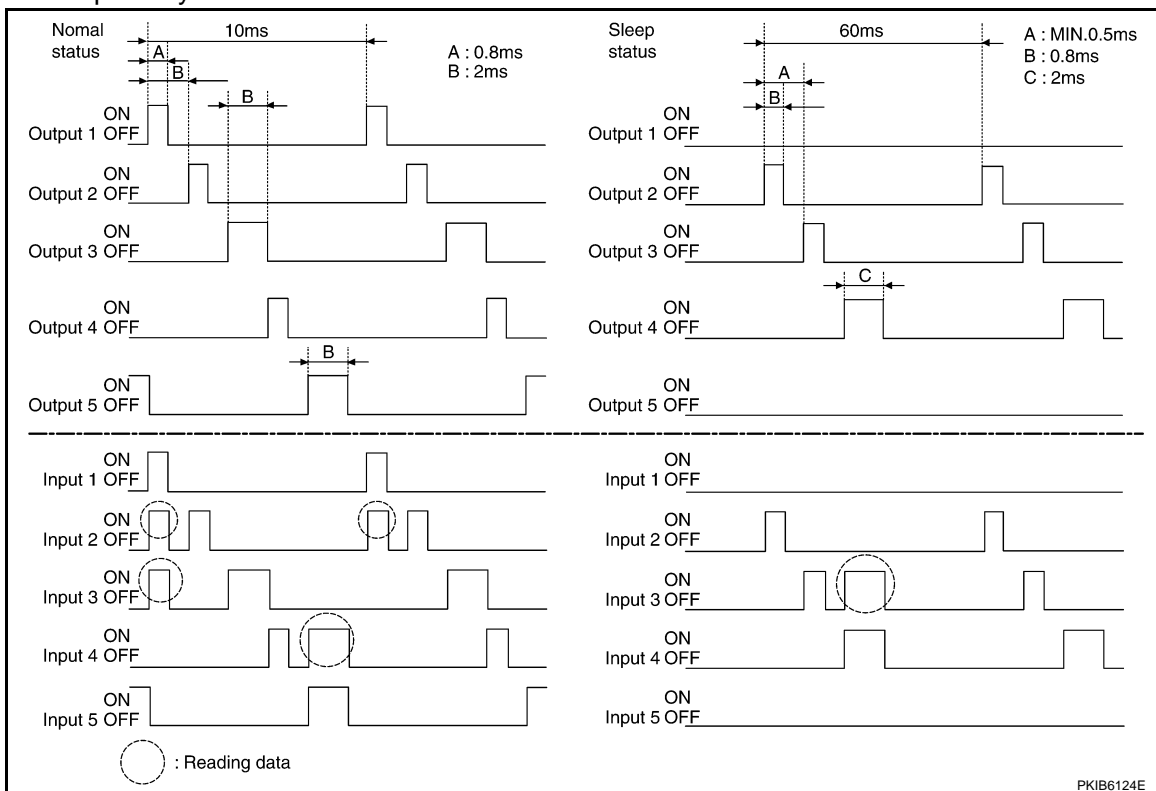 Nomal status
10ms
A
B
B
A : 0.8ms
B : 2ms
ON
Output 1 OFF
ON
Output 2 OFF
ON
Output 3 OFF
ON
Output 4 OFF
B
ON
Output 5 OFF
Sleep status
60ms
A
B
A : MIN.0.5ms
B : 0.8ms
C : 2ms
ON
Output 1 OFF
ON
Output 2 OFF
ON
Output 3 OFF
C
ON
Output 4 OFF
ON
Output 5 OFF
ON
Input 1 OFF
ON
Input 2 OFF
ON
Input 3 OFF
ON
Input 4 OFF
ON
Input 5 OFF
: Reading data
ON
Input 1 OFF
ON
Input 2 OFF
ON
Input 3 OFF
ON
Input 4 OFF
ON
Input 5 OFF
PKIB6124E